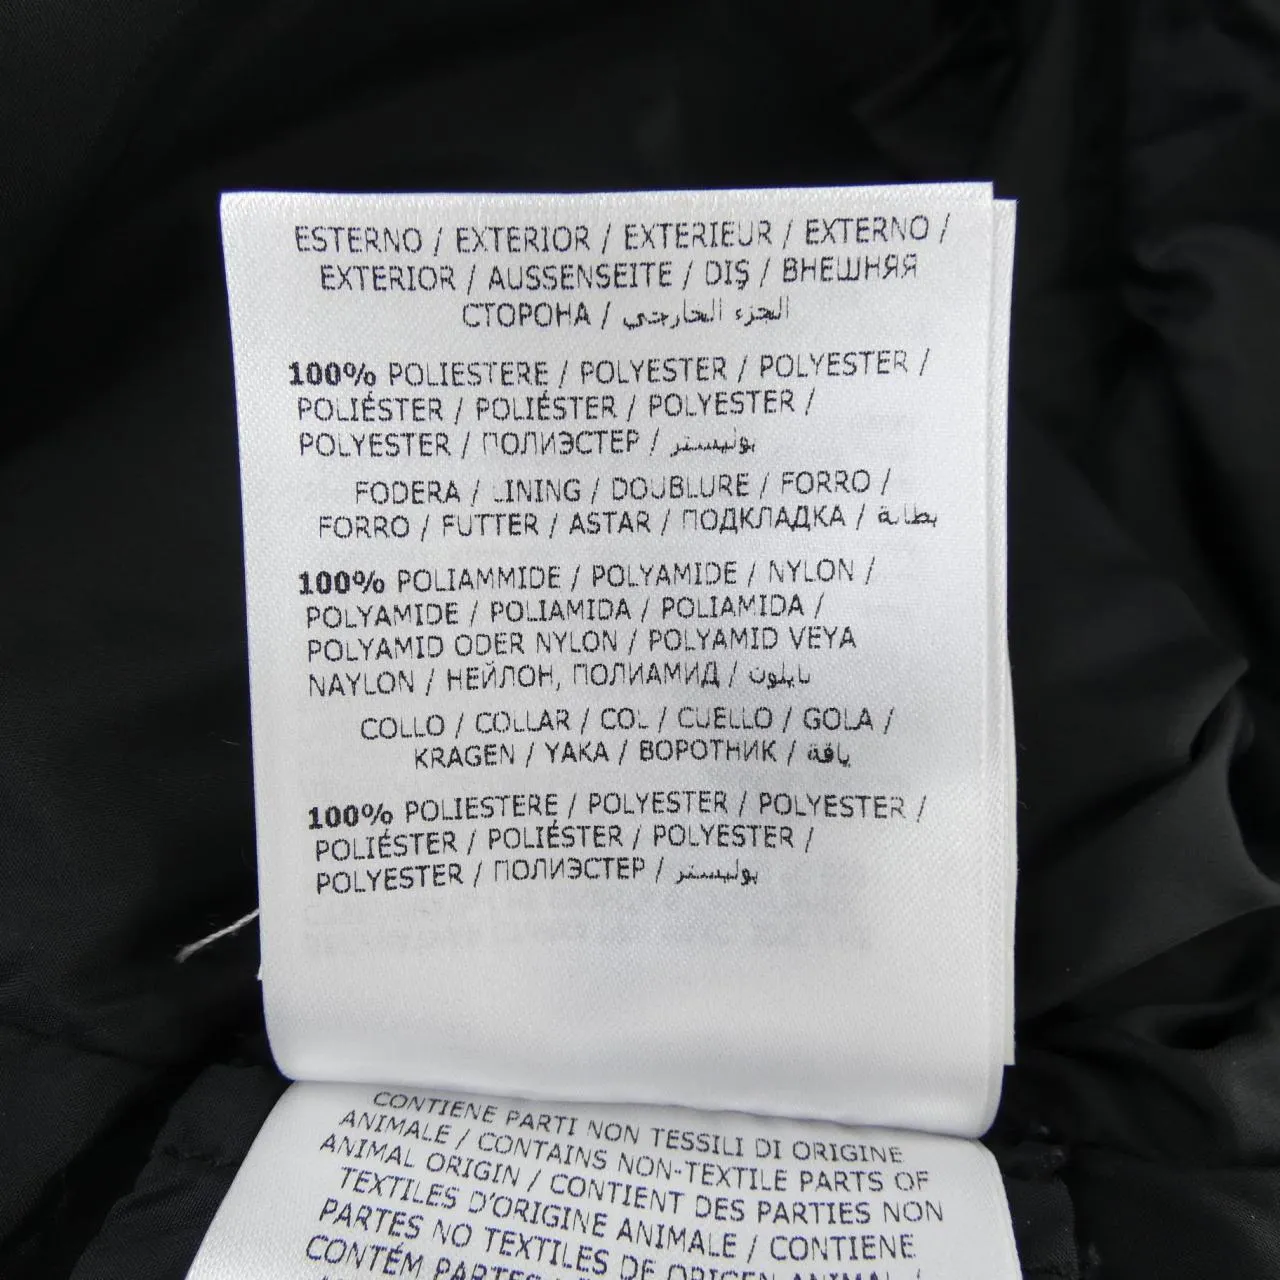 ESTERNO / EXTERIOR / EXTERIEUR / EXTERNO /
EXTERIOR / AUSSENSEITE / DIŞ / ВНЕШНЯЯ
СТОРОНА / الجزء الخارجي
100% POLIESTERE / POLYESTER / POLYESTER /
POLIÉSTER / POLIÉSTER / POLYESTER /
POLYESTER / ПОЛИЭСТЕР / بوليستر
FODERA / LINING / DOUBLURE / FORRO /
FORRO / FUTTER / ASTAR / ПОДКЛАДКА / بطانة
100% POLIAMMIDE / POLYAMIDE / NYLON /
POLYAMIDE / POLIAMIDA / POLIAMIDA /
POLYAMID ODER NYLON / POLYAMID VEYA
NAYLON / НЕЙЛОН, ПОЛИАМИД / نايلون
COLLO / COLLAR / COL / CUELLO / GOLA /
KRAGEN / YAKA / ВОРОТНИК / ياقة
100% POLIESTERE / POLYESTER / POLYESTER /
POLIÉSTER / POLIÉSTER / POLYESTER /
POLYESTER / ПОЛИЭСТЕР / بوليستر
CONTIENE PARTI NON TESSILI DI ORIGINE
ANIMALE / CONTAINS NON-TEXTILE PARTS OF
ANIMAL ORIGIN / CONTIENT DES PARTIES NON
TEXTILES D'ORIGINE ANIMALE / CONTIENE
PARTES NO TEXTILES DE ORIGEN ANIMAL /
CONTÉM PARTES